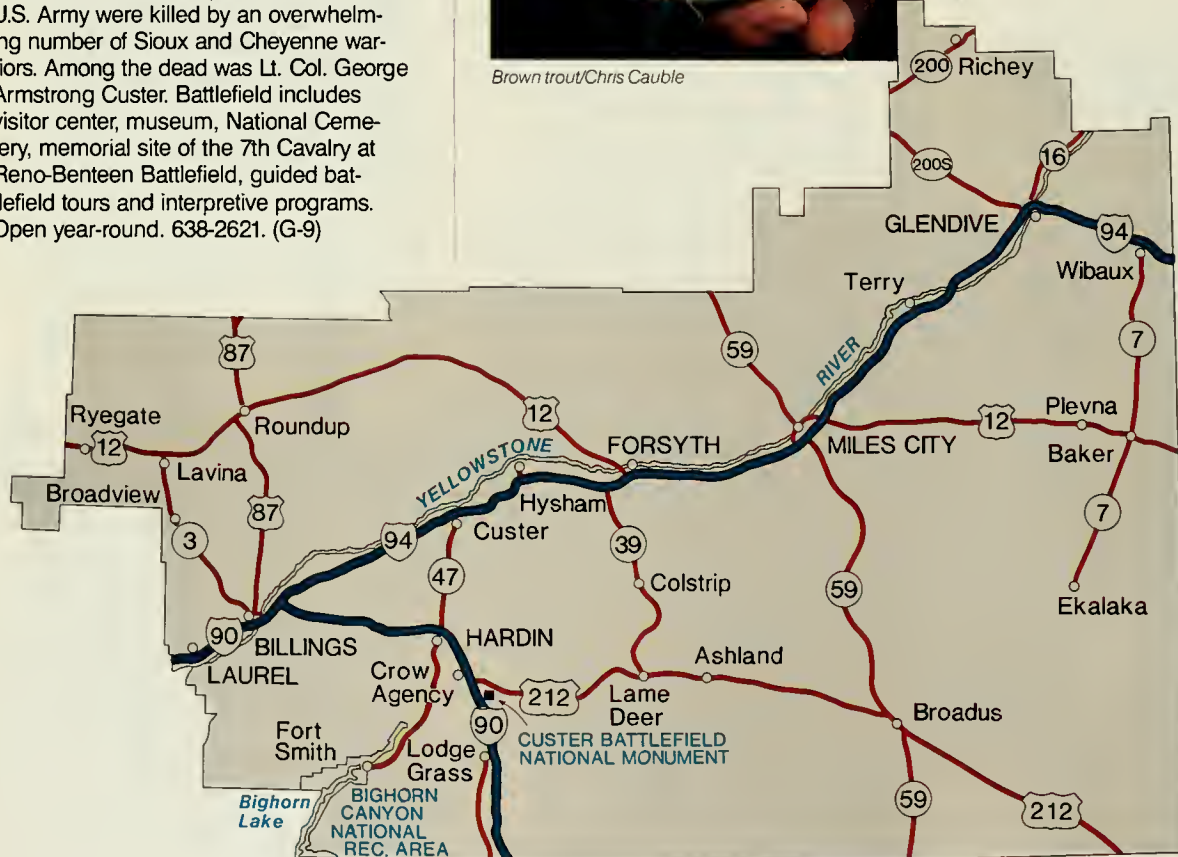 U.S. Army were killed by an overwhelm-
ng number of Sioux and Cheyenne war-
iors. Among the dead was Lt. Col. George
Armstrong Custer. Battlefield includes
visitor center, museum, National Ceme-
ery, memorial site of the 7th Cavalry at
Reno-Benteen Battlefield, guided bat-
lefield tours and interpretive programs.
Open year-round. 638-2621. (G-9)
Brown trout/Chris Cauble
200 Richey
16
200S
GLENDIVE
94
Wibaux
Terry
87
59
RIVER
7
Ryegate
12
Roundup
12
Plevna
12
Lavina
YELLOWSTONE
FORSYTH
MILES CITY
Baker
Broadview
Hysham
87
7
3
94
Custer
39
47
Colstrip
59
Ekalaka
90
BILLINGS
HARDIN
LAUREL
Crow
Agency
Ashland
212
Lame
Deer
90
Broadus
Fort
Smith
Lodge
Grass
CUSTER BATTLEFIELD
NATIONAL MONUMENT
Bighorn
Lake
BIGHORN
CANYON
NATIONAL
REC. AREA
59
212